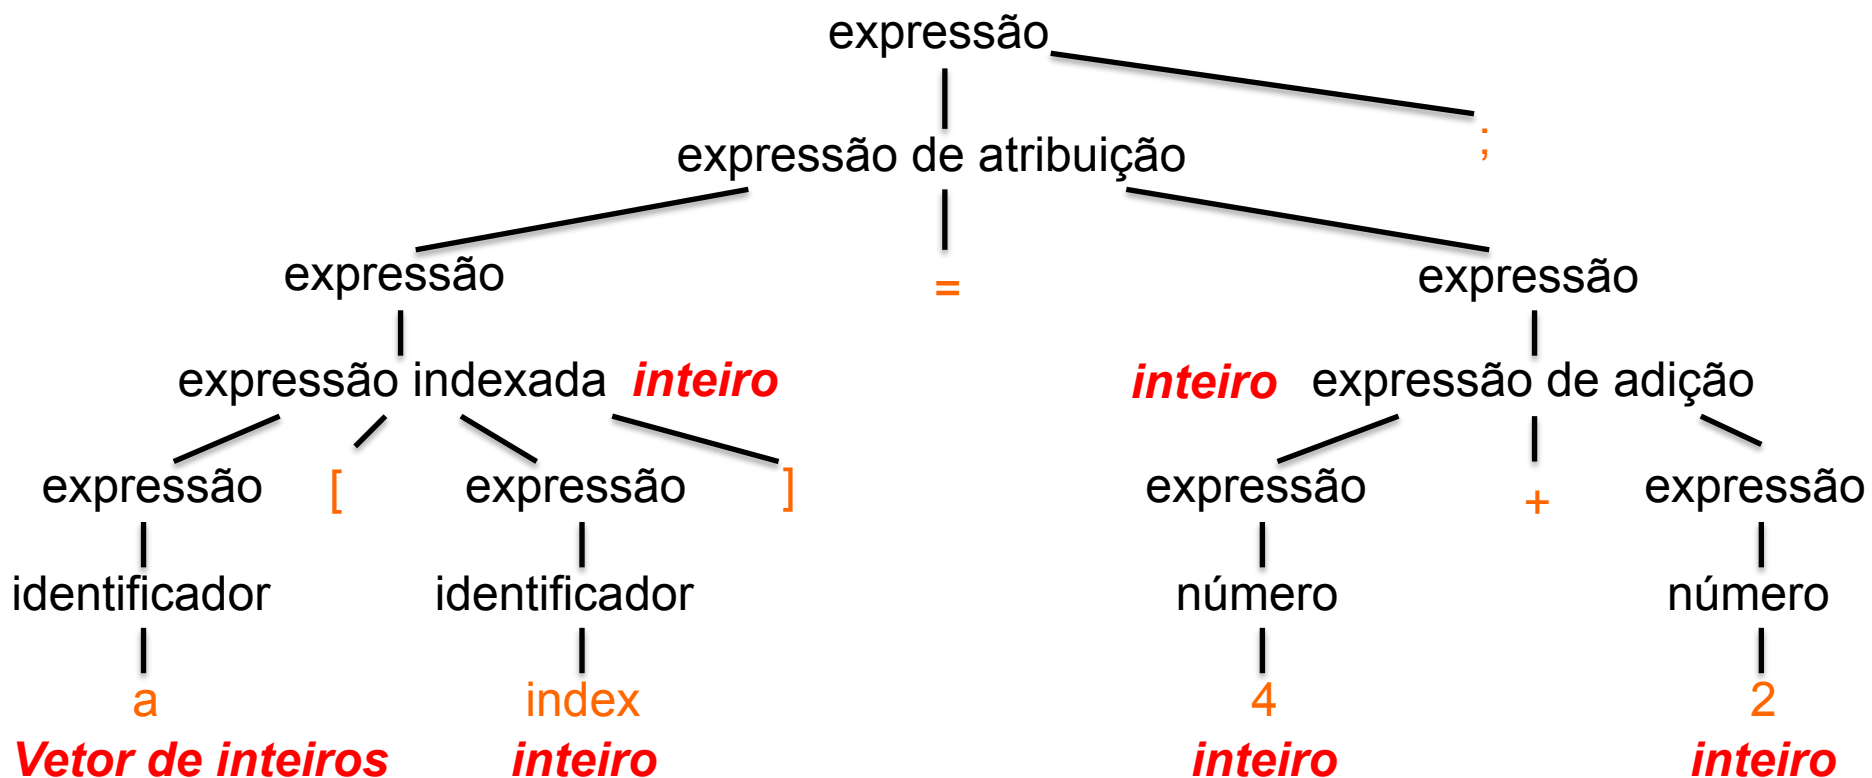 expressão
expressão de atribuição ;
expressão = expressão
expressão indexada inteiro inteiro expressão de adição
expressão [ expressão ] expressão + expressão
identificador identificador número número
a index 4 2
Vetor de inteiros inteiro inteiro inteiro